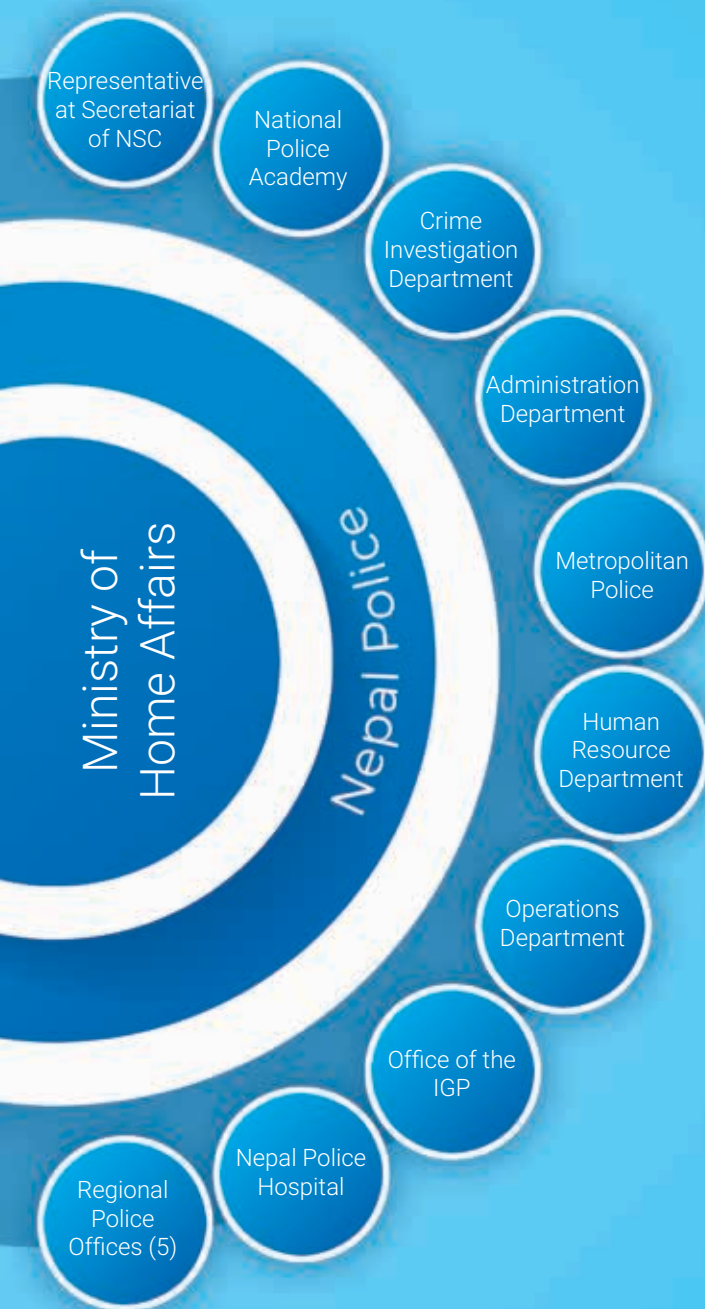 Representative
at Secretariat
of NSC
National
Police
Academy
Crime
Investigation
Department
Administration
Department
Metropolitan
Police
Human
Resource
Department
Operations
Department
Office of the
IGP
Nepal Police
Hospital
Regional
Police
Offices (5)
Nepal Police
Ministry of
Home Affairs